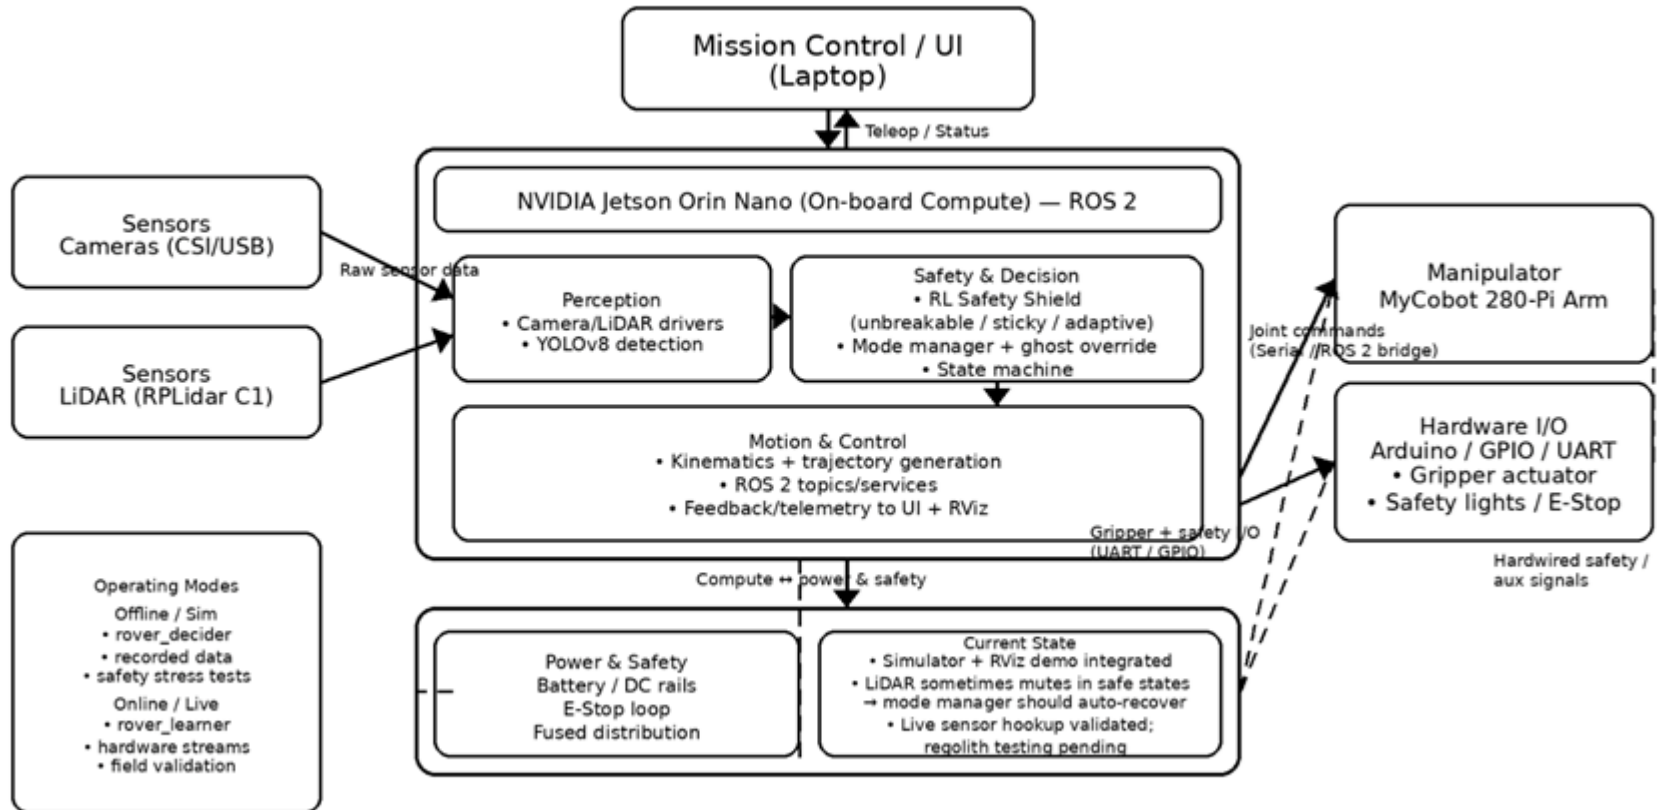 Mission Control / UI
(Laptop)
Teleop / Status
NVIDIA Jetson Orin Nano (On-board Compute) — ROS 2
Sensors
Cameras (CSI/USB)
Raw sensor data
Sensors
LiDAR (RPLidar C1)
Perception
• Camera/LiDAR drivers
• YOLOv8 detection
Safety & Decision
• RL Safety Shield
(unbreakable / sticky / adaptive)
• Mode manager + ghost override
• State machine
Motion & Control
• Kinematics + trajectory generation
• ROS 2 topics/services
• Feedback/telemetry to UI + RViz
Manipulator
MyCobot 280-Pi Arm
Joint commands
(Serial / ROS 2 bridge)
Hardware I/O
Arduino / GPIO / UART
• Gripper actuator
• Safety lights / E-Stop
Gripper + safety I/O
(UART / GPIO)
Hardwired safety /
aux signals
Compute ↔ power & safety
Operating Modes
Offline / Sim
• rover_decider
• recorded data
• safety stress tests
Online / Live
• rover_learner
• hardware streams
• field validation
Power & Safety
Battery / DC rails
E-Stop loop
Fused distribution
Current State
• Simulator + RViz demo integrated
• LiDAR sometimes mutes in safe states
→ mode manager should auto-recover
• Live sensor hookup validated;
regolith testing pending